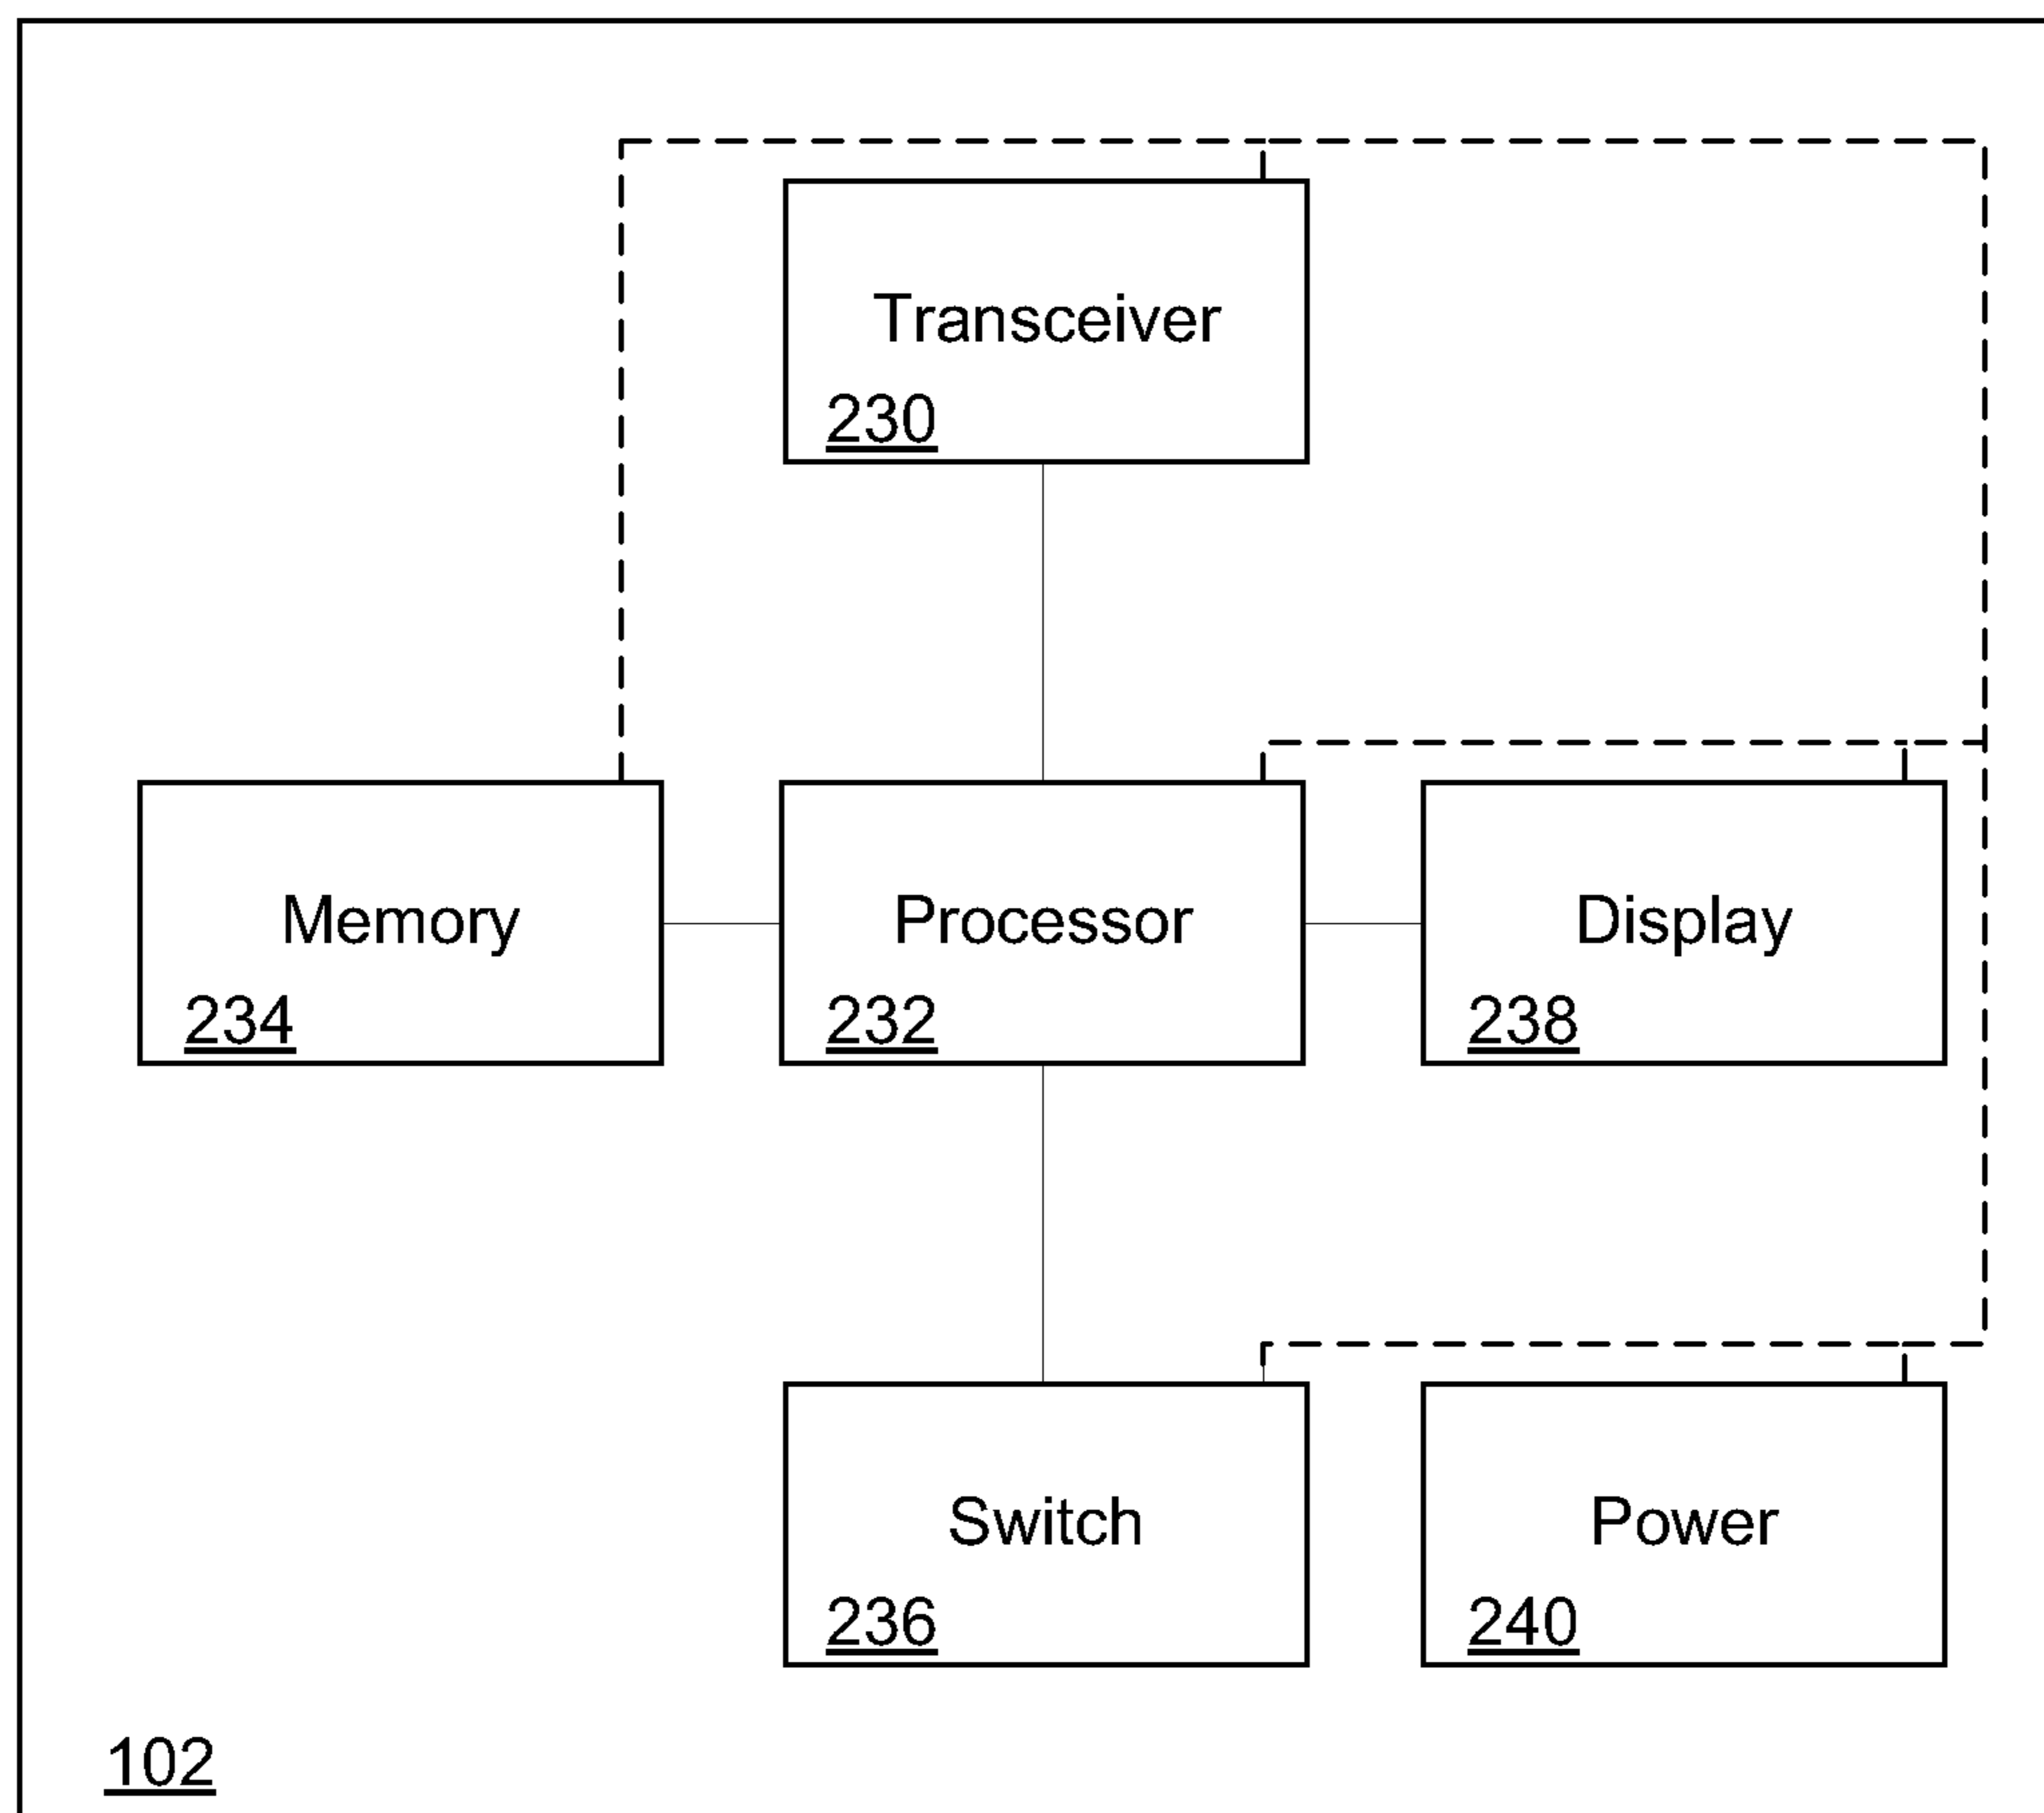 Transceiver
230
Memory
234
Processor
232
Display
238
Switch
236
Power
240
102